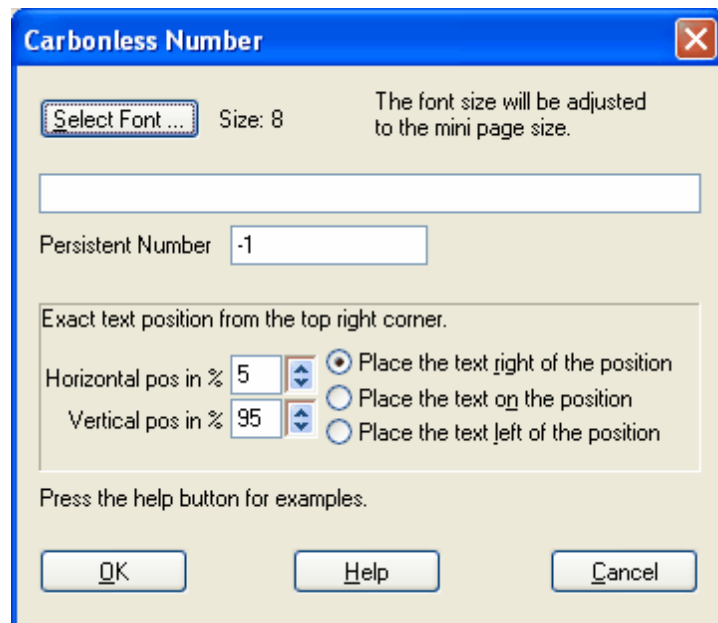 Carbonless Number
Select Font ... Size: 8 The font size will be adjusted
to the mini page size.
Persistent Number -1
Exact text position from the top right corner.
Horizontal pos in % 5 Place the text right of the position
Place the text on the position
Vertical pos in % 95 Place the text left of the position
Press the help button for examples.
OK Help Cancel